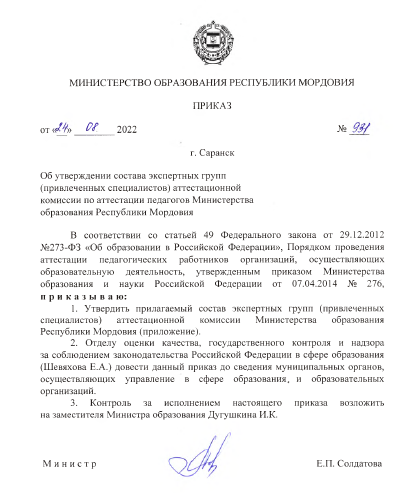 МИНИСТЕРСТВО ОБРАЗОВАНИЯ РЕСПУБЛИКИ МОРДОВИЯ
ПРИКАЗ
от «24» 08 2022 № 931
г. Саранск
Об утверждении состава экспертных групп
(привлеченных специалистов) аттестационной
комиссии по аттестации педагогов Министерства
образования Республики Мордовия
В соответствии со статьей 49 Федерального закона от 29.12.2012
№273-ФЗ «Об образовании в Российской Федерации», Порядком проведения
аттестации педагогических работников организаций, осуществляющих
образовательную деятельность, утвержденным приказом Министерства
образования и науки Российской Федерации от 07.04.2014 № 276,
приказываю:
1. Утвердить прилагаемый состав экспертных групп (привлеченных
специалистов) аттестационной комиссии Министерства образования
Республики Мордовия (приложение).
2. Отделу оценки качества, государственного контроля и надзора
за соблюдением законодательства Российской Федерации в сфере образования
(Шевяхова Е.А.) довести данный приказ до сведения муниципальных органов,
осуществляющих управление в сфере образования, и образовательных
организаций.
3. Контроль за исполнением настоящего приказа возложить
на заместителя Министра образования Дугушкина И.К.
Министр Е.П. Солдатова